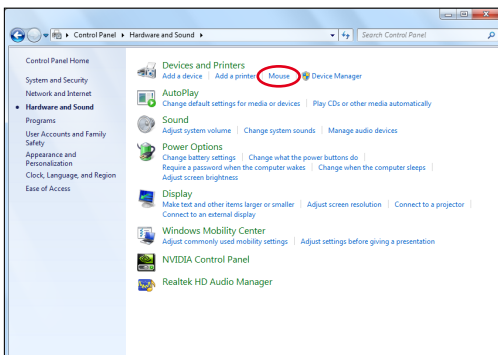 Control Panel ▸ Hardware and Sound ▸
Search Control Panel
Control Panel Home
System and Security
Network and Internet
Hardware and Sound
Programs
User Accounts and Family
Safety
Appearance and
Personalization
Clock, Language, and Region
Ease of Access
Devices and Printers
Add a device | Add a printer | Mouse | Device Manager
AutoPlay
Change default settings for media or devices | Play CDs or other media automatically
Sound
Adjust system volume | Change system sounds | Manage audio devices
Power Options
Change battery settings | Change what the power buttons do |
Require a password when the computer wakes | Change when the computer sleeps |
Adjust screen brightness
Display
Make text and other items larger or smaller | Adjust screen resolution | Connect to a projector |
Connect to an external display
Windows Mobility Center
Adjust commonly used mobility settings | Adjust settings before giving a presentation
NVIDIA Control Panel
Realtek HD Audio Manager